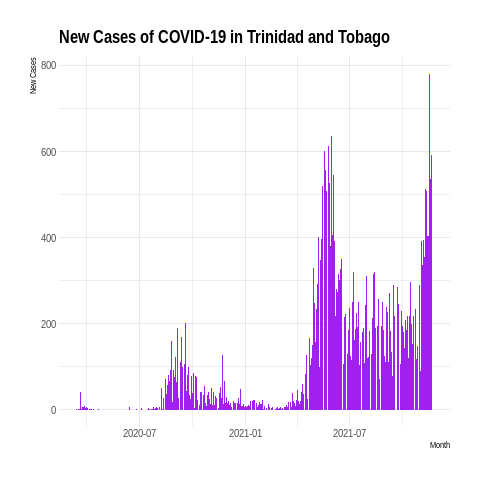 New Cases of COVID-19 in Trinidad and Tobago
New Cases
800
600
400
200
0
2020-07
2021-01
2021-07
Month